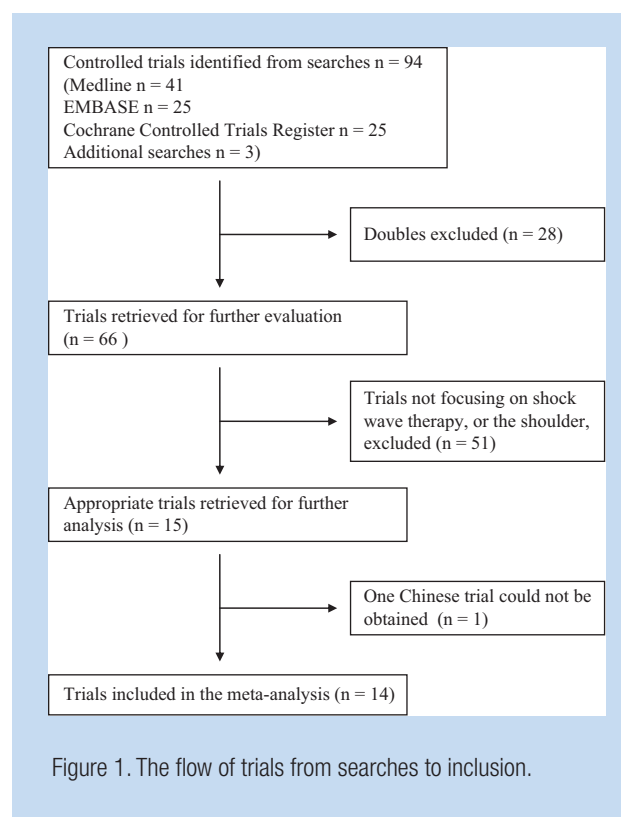 Controlled trials identified from searches n = 94
(Medline n = 41
EMBASE n = 25
Cochrane Controlled Trials Register n = 25
Additional searches n = 3)
Doubles excluded (n = 28)
Trials retrieved for further evaluation
(n = 66 )
Trials not focusing on shock
wave therapy, or the shoulder,
excluded (n = 51)
Appropriate trials retrieved for further
analysis (n = 15)
One Chinese trial could not be
obtained (n = 1)
Trials included in the meta-analysis (n = 14)
Figure 1. The flow of trials from searches to inclusion.